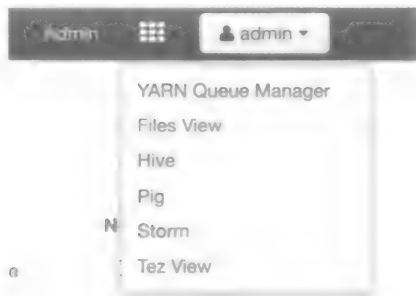 Admin admin
YARN Queue Manager
Files View
Hive
Pig
N Storm
e Tez View